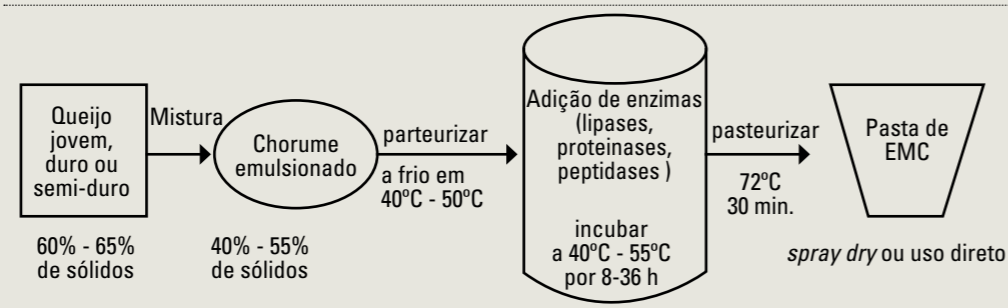 Queijo
jovem,
duro ou
semi-duro
60% - 65%
de sólidos
Mistura
Chorume
emulsionado
40% - 55%
de sólidos
parteurizar
a frio em
40ºC - 50ºC
Adição de enzimas
(lipases,
proteinases,
peptidases )
incubar
a 40ºC - 55ºC
por 8-36 h
pasteurizar
72ºC
30 min.
Pasta de
EMC
spray dry ou uso direto